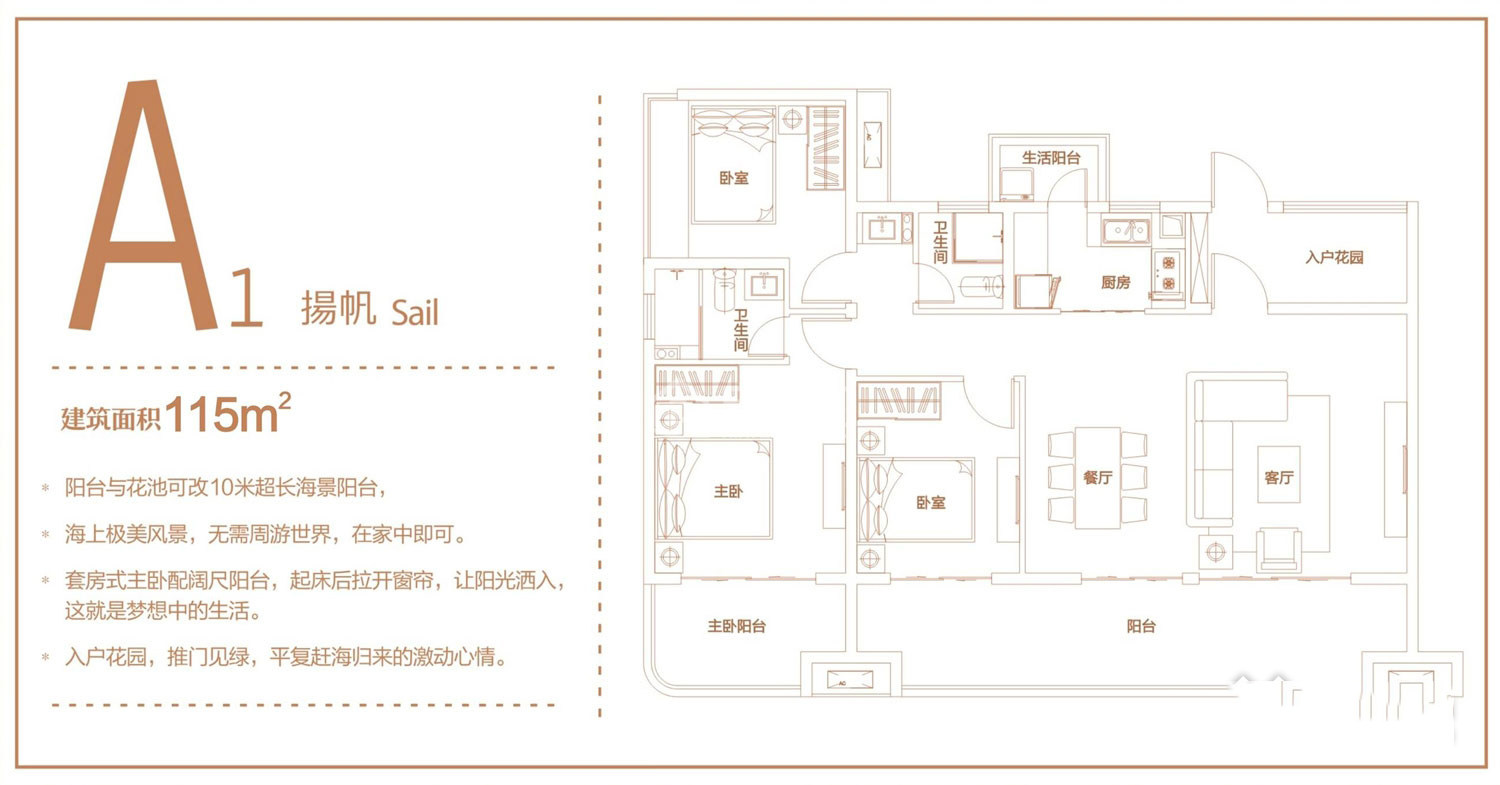 A1 揚帆 Sail
建筑面积115m²
* 阳台与花池可改10米超长海景阳台，
* 海上极美风景，无需周游世界，在家中即可。
* 套房式主卧配阔尺阳台，起床后拉开窗帘，让阳光洒入，
这就是梦想中的生活。
* 入户花园，推门见绿，平复赶海归来的激动心情。
卧室
AC
生活阳台
卫生间
厨房
入户花园
卫生间
主卧
卧室
餐厅
客厅
主卧阳台
阳台
AC